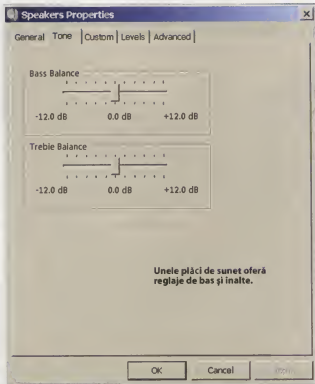 Speakers Properties
General Tone Custom Levels Advanced
Bass Balance
-12.0 dB 0.0 dB +12.0 dB
Treble Balance
-12.0 dB 0.0 dB +12.0 dB
Unele plăci de sunet oferă
reglaje de bas și inalte.
OK Cancel